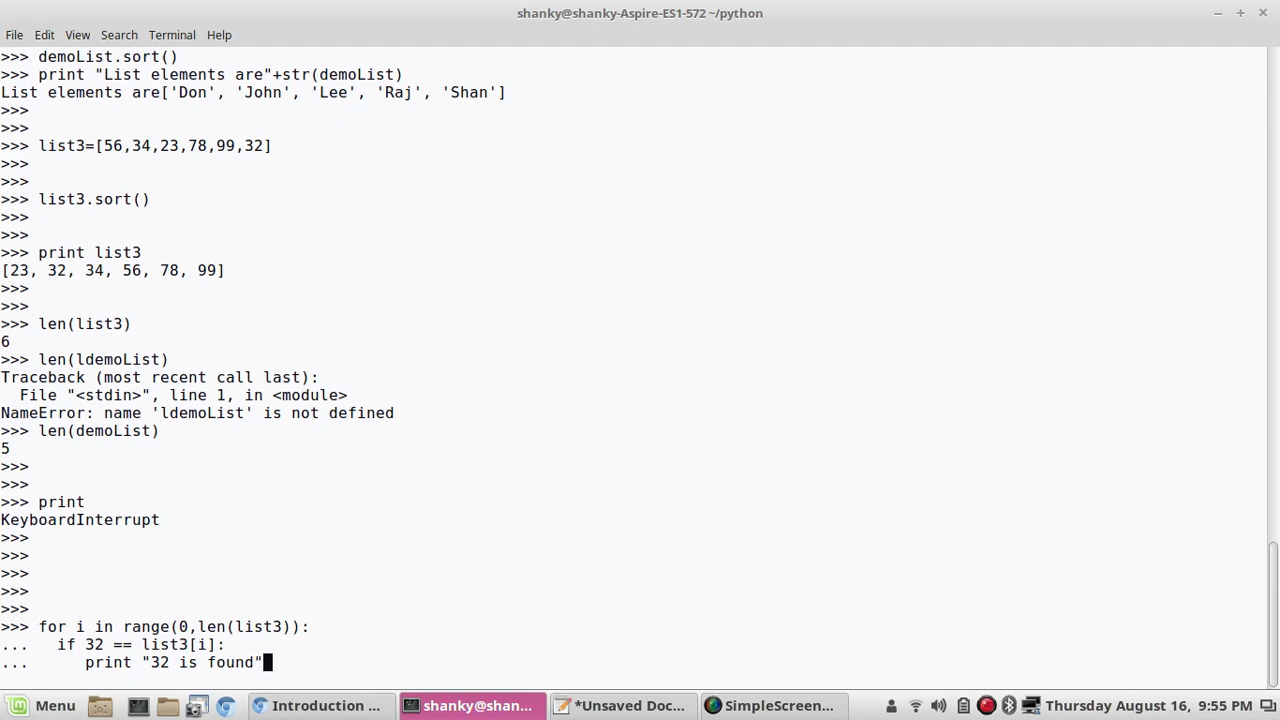 shanky@shanky-Aspire-ES1-572 ~/python
File Edit View Search Terminal Help
>>> demoList.sort()
>>> print "List elements are"+str(demoList)
List elements are['Don', 'John', 'Lee', 'Raj', 'Shan']
>>>
>>>
>>> list3=[56,34,23,78,99,32]
>>>
>>>
>>> list3.sort()
>>>
>>>
>>> print list3
[23, 32, 34, 56, 78, 99]
>>>
>>>
>>> len(list3)
6
>>> len(ldemoList)
Traceback (most recent call last):
  File "<stdin>", line 1, in <module>
NameError: name 'ldemoList' is not defined
>>> len(demoList)
5
>>>
>>>
>>> print
KeyboardInterrupt
>>>
>>>
>>>
>>>
>>>
>>> for i in range(0,len(list3)):
...   if 32 == list3[i]:
...      print "32 is found"
Menu Introduction ... shanky@shan... *Unsaved Doc... SimpleScreen... Thursday August 16, 9:55 PM